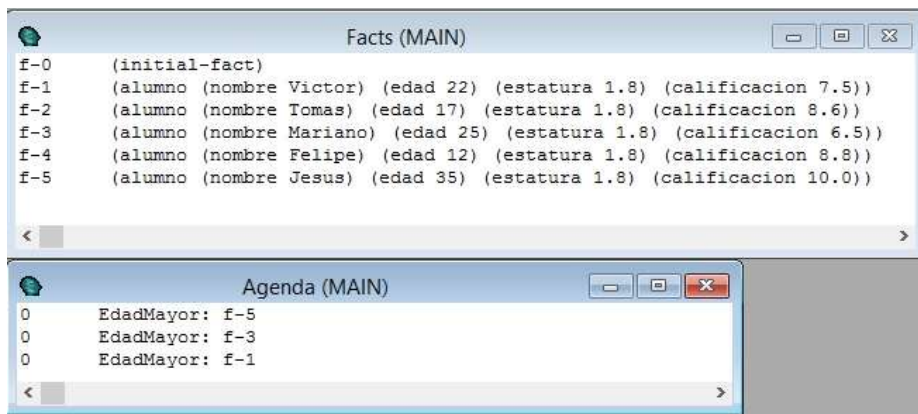 Facts (MAIN)
f-0 (initial-fact)
f-1 (alumno (nombre Victor) (edad 22) (estatura 1.8) (calificacion 7.5))
f-2 (alumno (nombre Tomas) (edad 17) (estatura 1.8) (calificacion 8.6))
f-3 (alumno (nombre Mariano) (edad 25) (estatura 1.8) (calificacion 6.5))
f-4 (alumno (nombre Felipe) (edad 12) (estatura 1.8) (calificacion 8.8))
f-5 (alumno (nombre Jesus) (edad 35) (estatura 1.8) (calificacion 10.0))
Agenda (MAIN)
0 EdadMayor: f-5
0 EdadMayor: f-3
0 EdadMayor: f-1